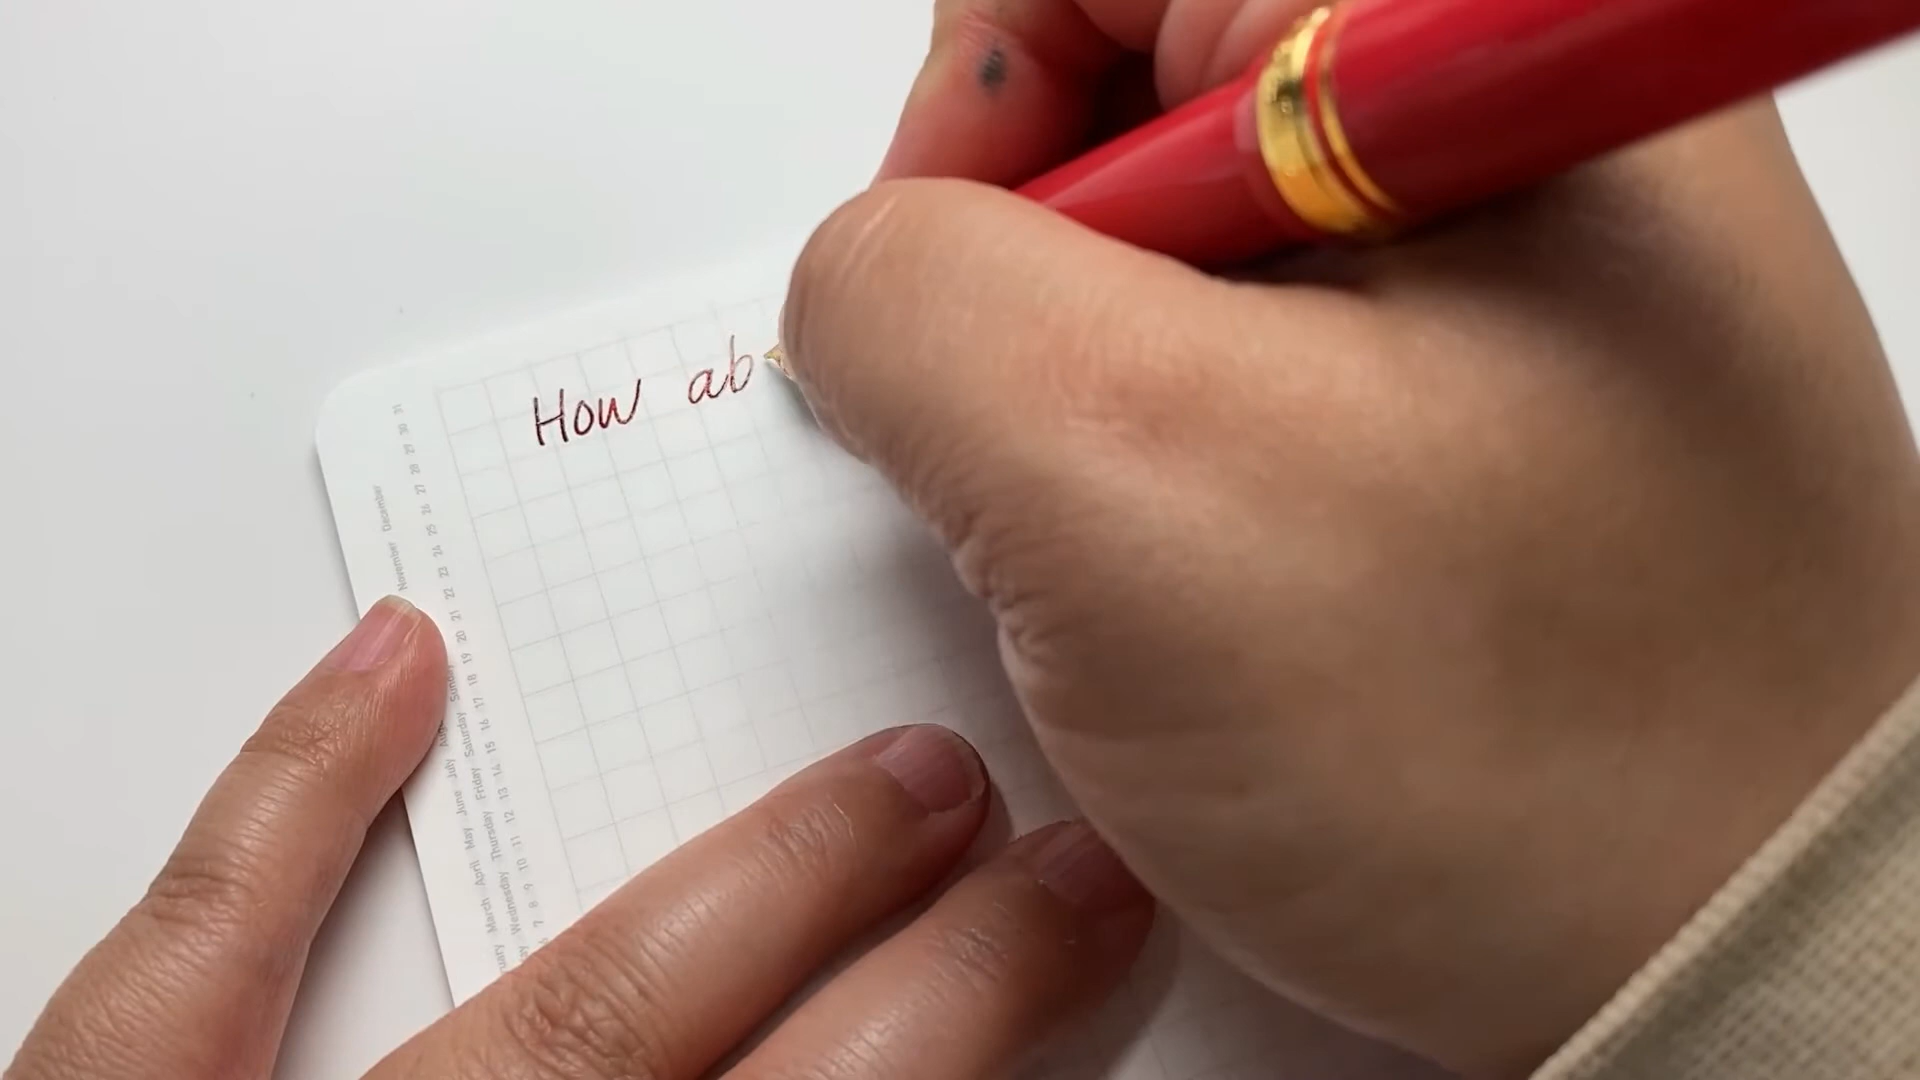 How ab
November December
March April May June July
Wednesday Thursday Friday Saturday
7 8 9 10 11 12 13 14 15 16 17 18 19 20 21 22 23 24 25 26 27 28 29 30 31